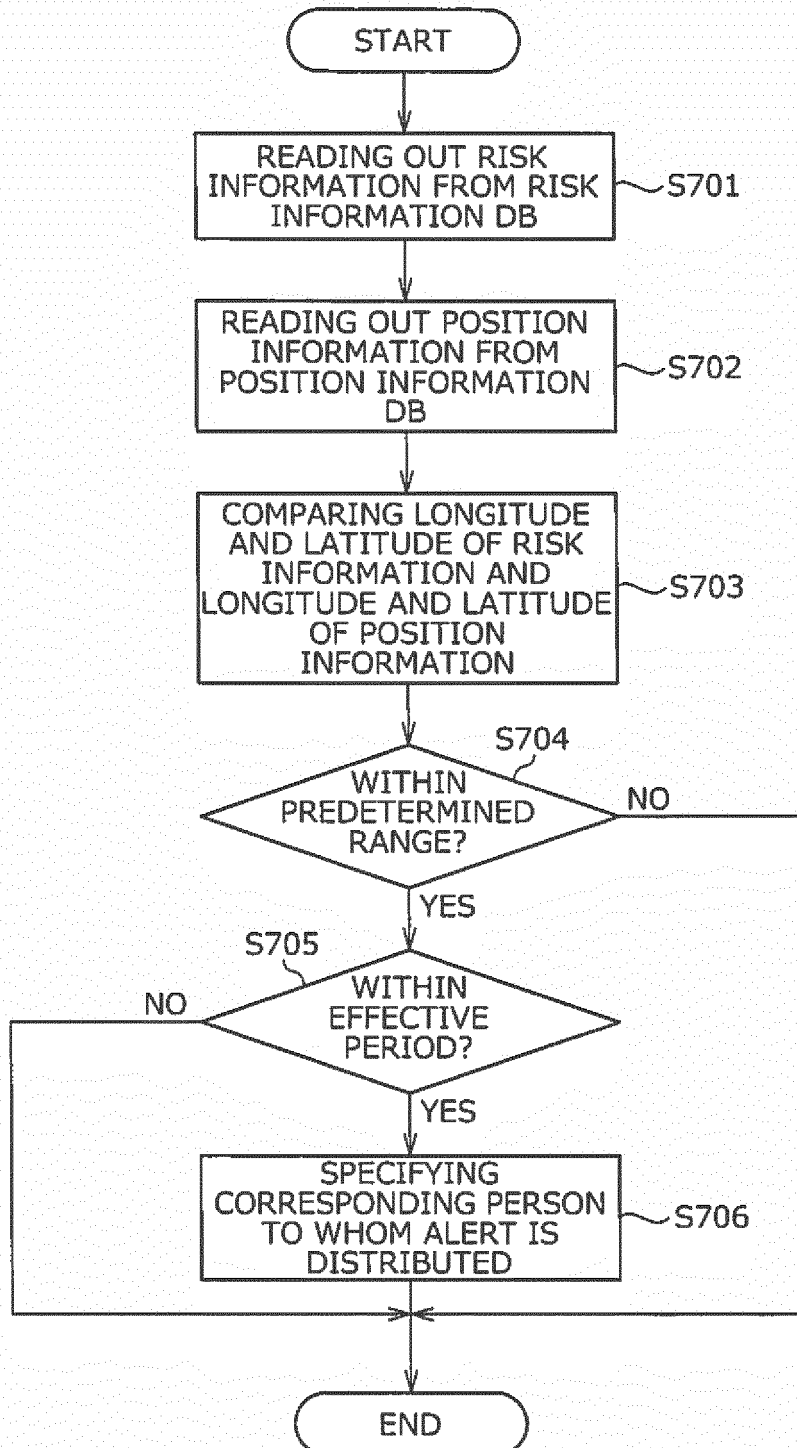 START
READING OUT RISK
INFORMATION FROM RISK
INFORMATION DB
S701
READING OUT POSITION
INFORMATION FROM
POSITION INFORMATION
DB
S702
COMPARING LONGITUDE
AND LATITUDE OF RISK
INFORMATION AND
LONGITUDE AND LATITUDE
OF POSITION
INFORMATION
S703
S704
WITHIN
PREDETERMINED
RANGE?
NO
YES
S705
WITHIN
EFFECTIVE
PERIOD?
NO
YES
SPECIFYING
CORRESPONDING PERSON
TO WHOM ALERT IS
DISTRIBUTED
S706
END